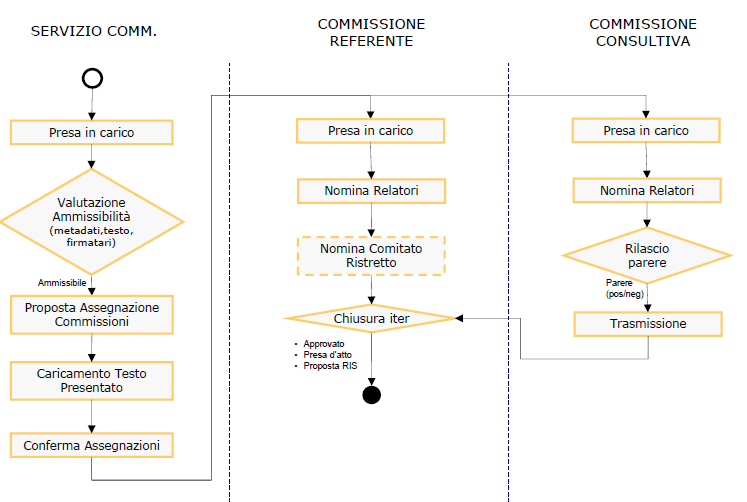 SERVIZIO COMM.
Presa in carico
Valutazione
Ammissibilità
(metadati,testo,
firmatari)
Ammissibile
Proposta Assegnazione
Commissioni
Caricamento Testo
Presentato
Conferma Assegnazioni
COMMISSIONE
REFERENTE
Presa in carico
Nomina Relatori
Nomina Comitato
Ristretto
Chiusura iter
• Approvato
• Presa d'atto
• Proposta RIS
COMMISSIONE
CONSULTIVA
Presa in carico
Nomina Relatori
Rilascio
parere
Parere
(pos/neg)
Trasmissione